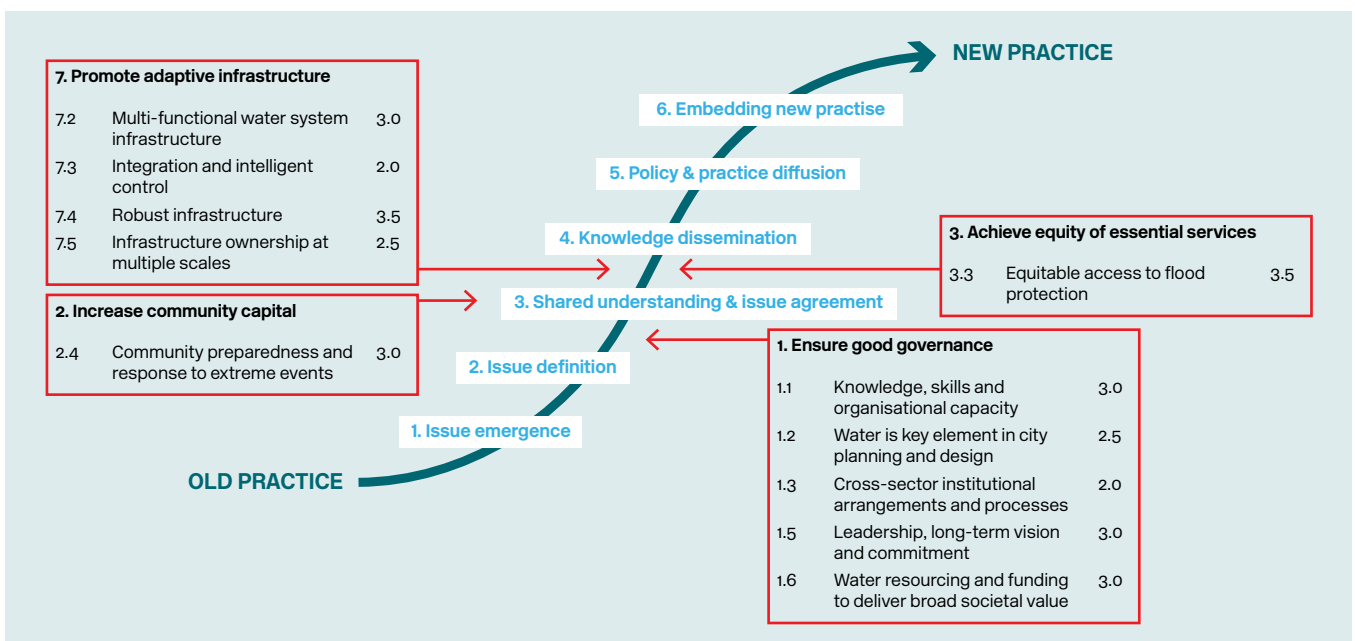 NEW PRACTICE
7. Promote adaptive infrastructure
7.2 Multi-functional water system 3.0
infrastructure
7.3 Integration and intelligent 2.0
control
7.4 Robust infrastructure 3.5
7.5 Infrastructure ownership at 2.5
multiple scales
2. Increase community capital
2.4 Community preparedness and 3.0
response to extreme events
6. Embedding new practise
5. Policy & practice diffusion
4. Knowledge dissemination
3. Shared understanding & issue agreement
2. Issue definition
1. Issue emergence
OLD PRACTICE
3. Achieve equity of essential services
3.3 Equitable access to flood 3.5
protection
1. Ensure good governance
1.1 Knowledge, skills and 3.0
organisational capacity
1.2 Water is key element in city 2.5
planning and design
1.3 Cross-sector institutional 2.0
arrangements and processes
1.5 Leadership, long-term vision 3.0
and commitment
1.6 Water resourcing and funding 3.0
to deliver broad societal value